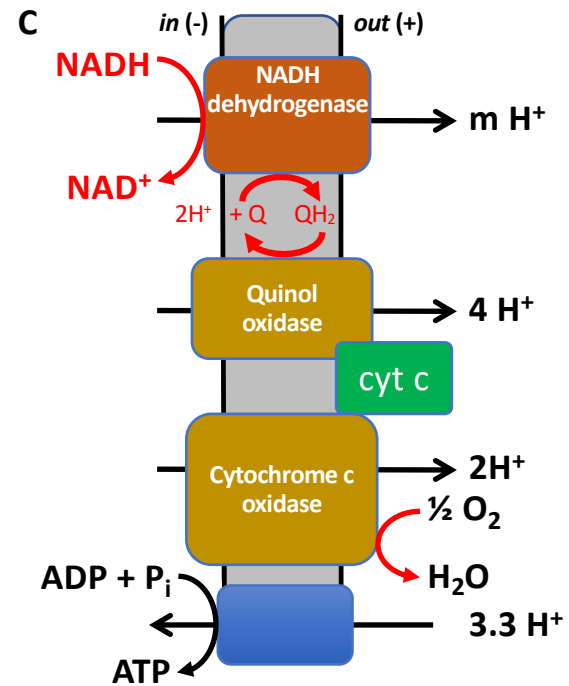 C
in (-)
out (+)
NADH
NADH
dehydrogenase
m H⁺
NAD⁺
2H⁺ + Q QH₂
Quinol
oxidase
4 H⁺
cyt c
Cytochrome c
oxidase
2H⁺
½ O₂
H₂O
ADP + Pᵢ
3.3 H⁺
ATP